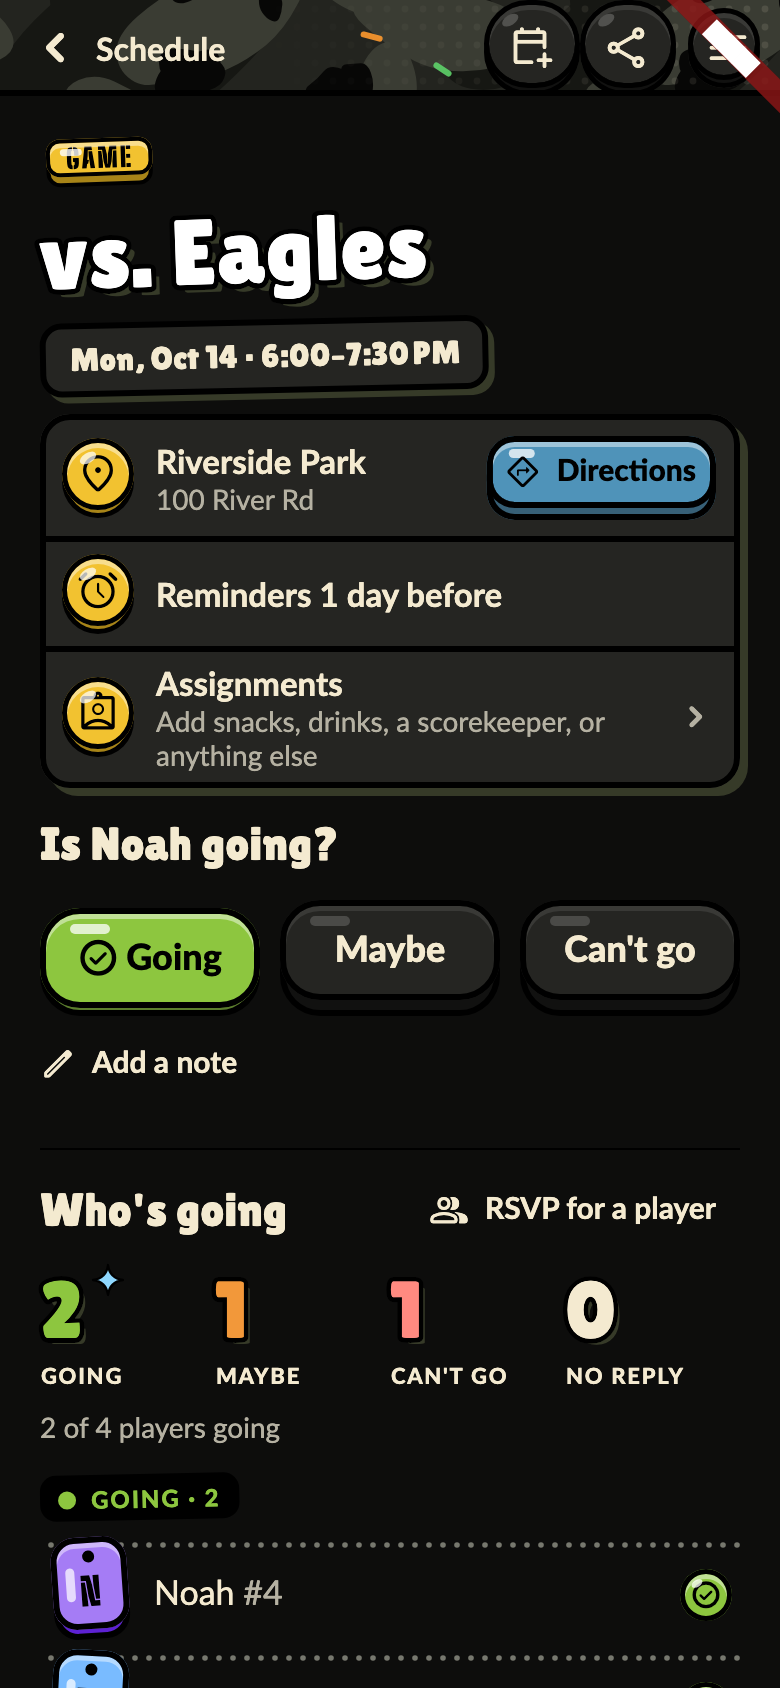 Schedule
GAME
vs. Eagles
Mon, Oct 14 · 6:00–7:30 PM
Riverside Park
100 River Rd
Directions
Reminders 1 day before
Assignments
Add snacks, drinks, a scorekeeper, or
anything else
Is Noah going?
Going
Maybe
Can't go
Add a note
Who's going
RSVP for a player
2
1
1
0
GOING
MAYBE
CAN'T GO
NO REPLY
2 of 4 players going
GOING · 2
N
Noah #4